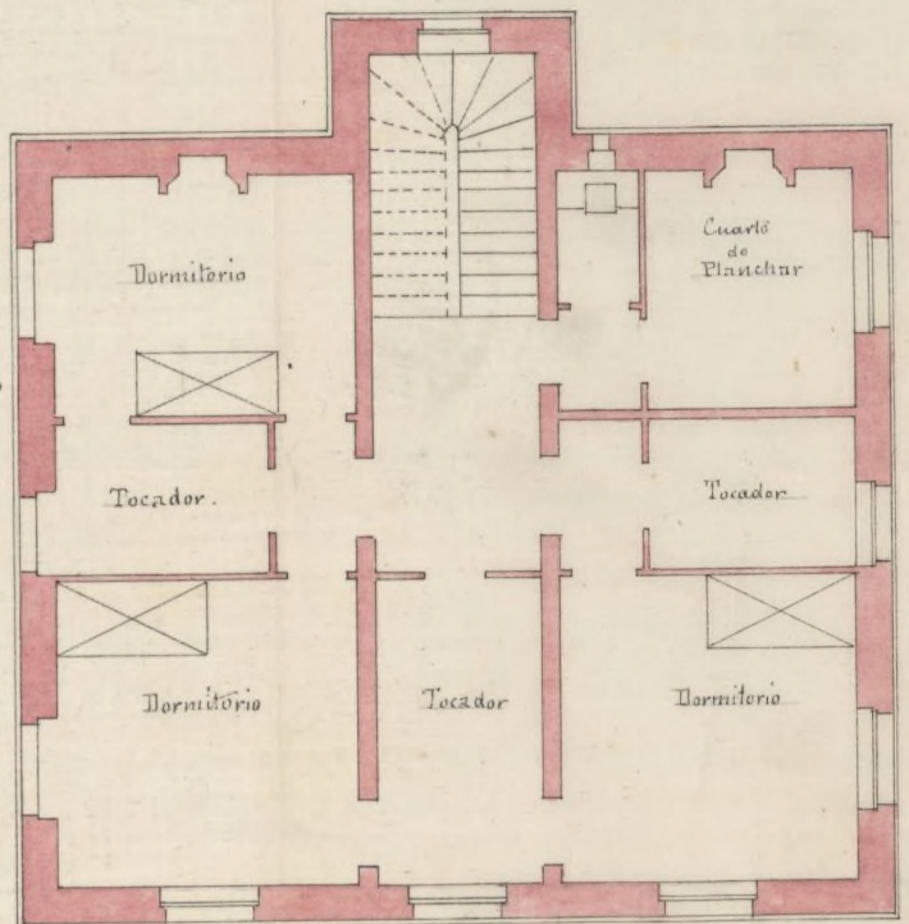 Dormitorio
Cuarto
de
Planchar
Tocador.
Tocador
Dormitorio
Tocador
Dormitorio